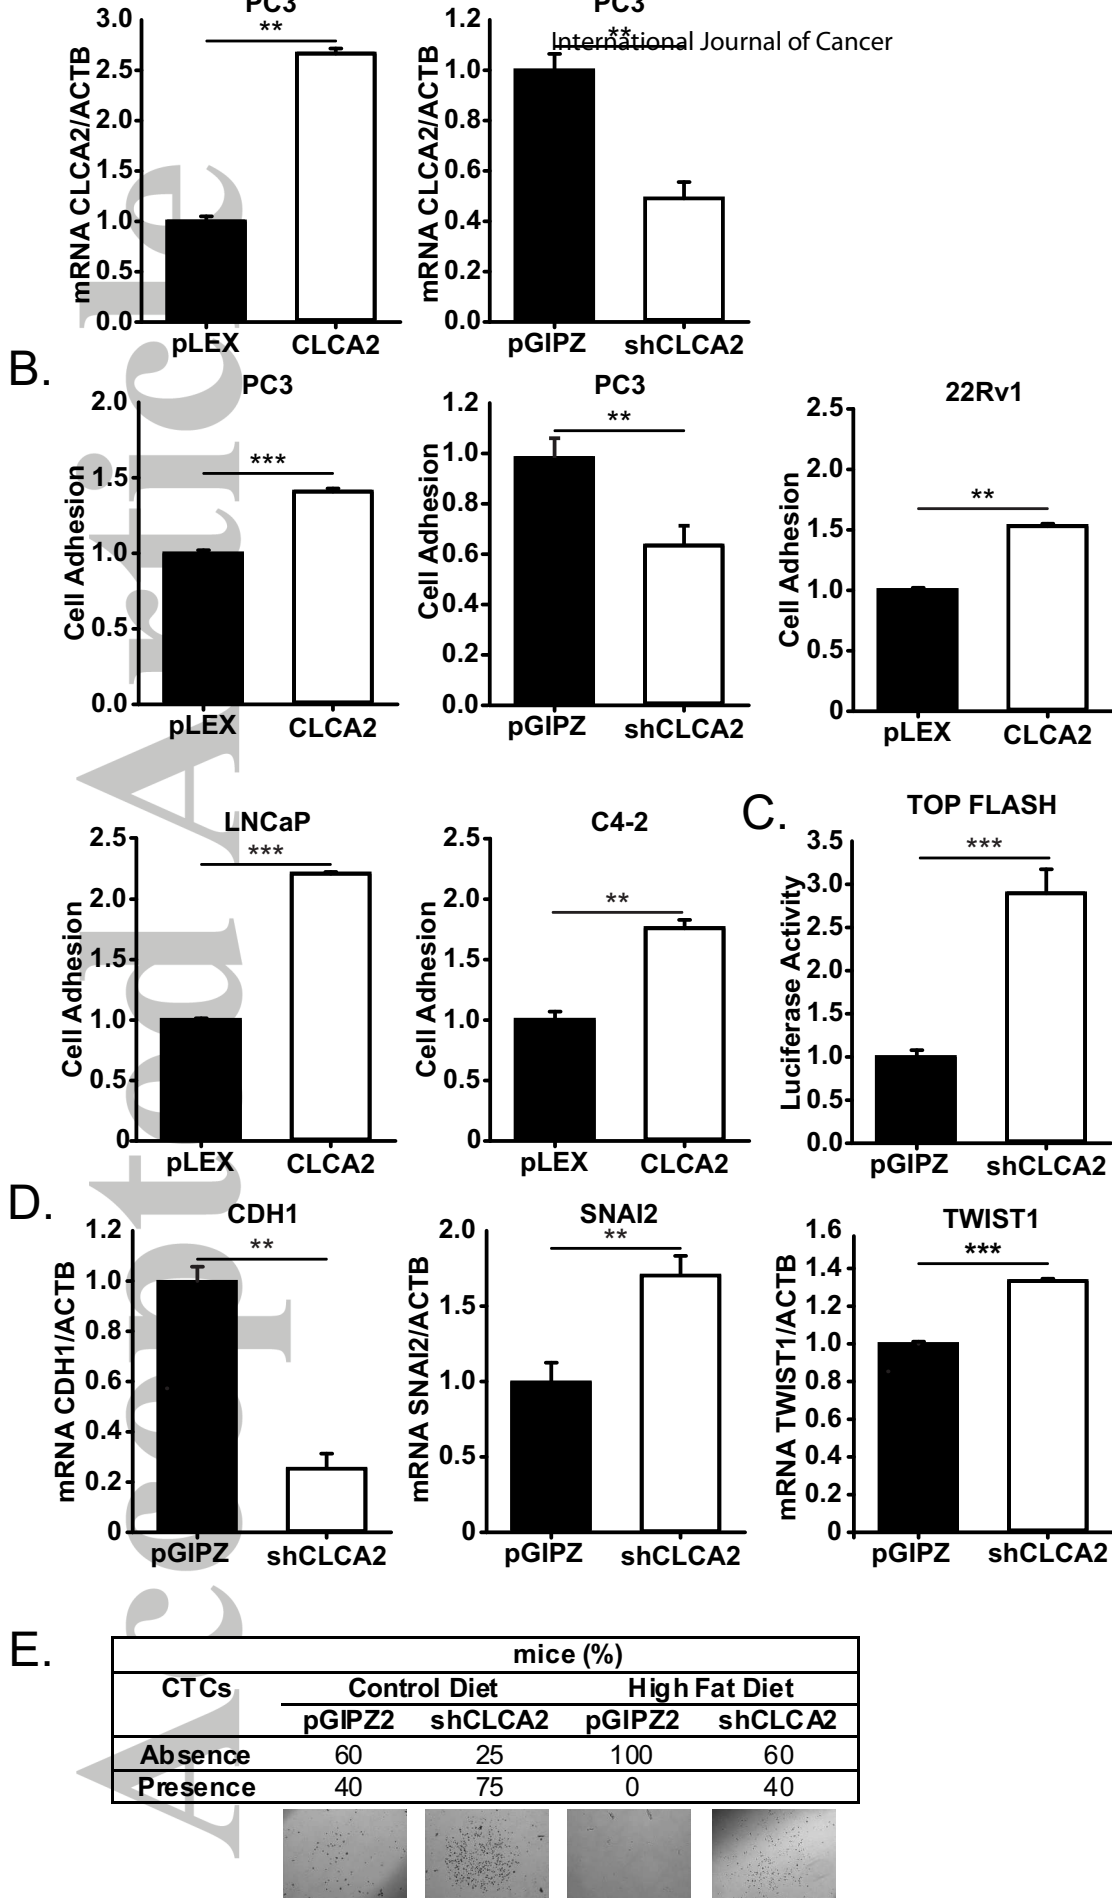 PC3
3.0
2.5
2.0
1.5
1.0
0.5
0.0
mRNA CLCA2/ACTB
**
pLEX CLCA2
PC3
International Journal of Cancer
1.2
1.0
0.8
0.6
0.4
0.2
0.0
mRNA CLCA2/ACTB
**
pGIPZ shCLCA2
B.
PC3
2.0
1.5
1.0
0.5
0.0
Cell Adhesion
***
pLEX CLCA2
PC3
1.2
1.0
0.8
0.6
0.4
0.2
0.0
Cell Adhesion
**
pGIPZ shCLCA2
22Rv1
2.5
2.0
1.5
1.0
0.5
0
Cell Adhesion
**
pLEX CLCA2
LNCaP
2.5
2.0
1.5
1.0
0.5
0
Cell Adhesion
***
pLEX CLCA2
C4-2
2.5
2.0
1.5
1.0
0.5
0
Cell Adhesion
**
pLEX CLCA2
C.
TOP FLASH
3.5
3.0
2.5
2.0
1.5
1.0
0.5
0.0
Luciferase Activity
***
pGIPZ shCLCA2
D.
CDH1
1.2
1.0
0.8
0.6
0.4
0.2
0
mRNA CDH1/ACTB
**
pGIPZ shCLCA2
SNAI2
2.0
1.5
1.0
0.5
0
mRNA SNAI2/ACTB
**
pGIPZ shCLCA2
TWIST1
1.6
1.4
1.2
1.0
0.8
0.6
0.4
0.2
0
mRNA TWIST1/ACTB
***
pGIPZ shCLCA2
E.
mice (%)
CTCs Control Diet High Fat Diet
pGIPZ2 shCLCA2 pGIPZ2 shCLCA2
Absence 60 25 100 60
Presence 40 75 0 40
Accepted Article